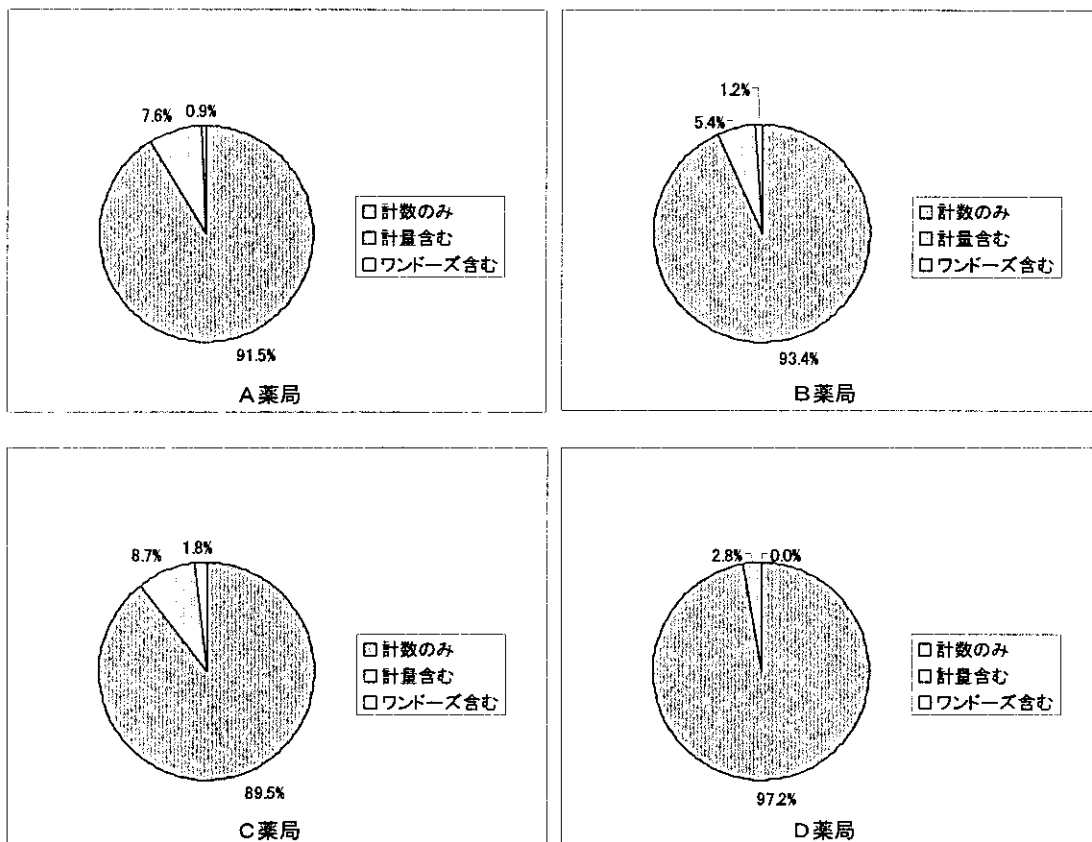 7.6% 0.9%
91.5%
計数のみ
計量含む
ワンドーズ含む
A薬局
1.2%
5.4%
93.4%
計数のみ
計量含む
ワンドーズ含む
B薬局
8.7% 1.8%
89.5%
計数のみ
計量含む
ワンドーズ含む
C薬局
2.8% 0.0%
97.2%
計数のみ
計量含む
ワンドーズ含む
D薬局